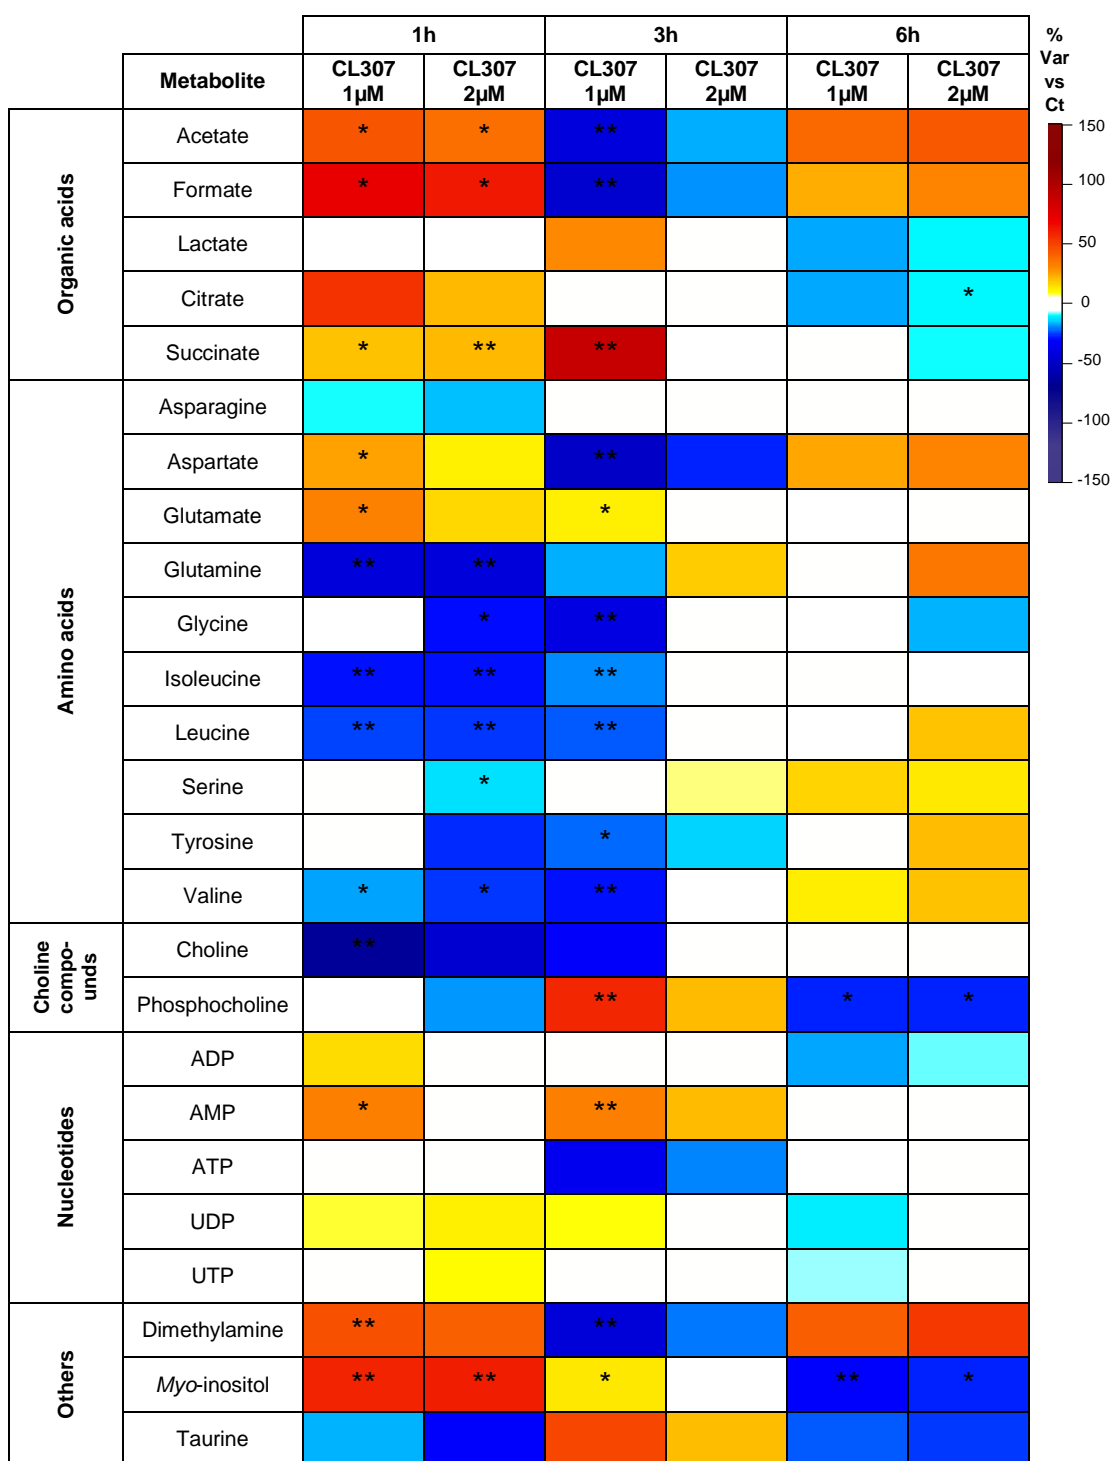 1h 3h 6h
Metabolite CL307 1µM CL307 2µM CL307 1µM CL307 2µM CL307 1µM CL307 2µM
% Var vs Ct
150
100
50
0
-50
-100
-150
Organic acids
Acetate * * **
Formate * * **
Lactate
Citrate *
Succinate * ** **
Amino acids
Asparagine
Aspartate * **
Glutamate * *
Glutamine ** **
Glycine * **
Isoleucine ** ** **
Leucine ** ** **
Serine *
Tyrosine *
Valine * * **
Choline
compo-
unds
Choline **
Phosphocholine ** * *
Nucleotides
ADP
AMP * **
ATP
UDP
UTP
Others
Dimethylamine ** **
Myo-inositol ** ** * ** *
Taurine